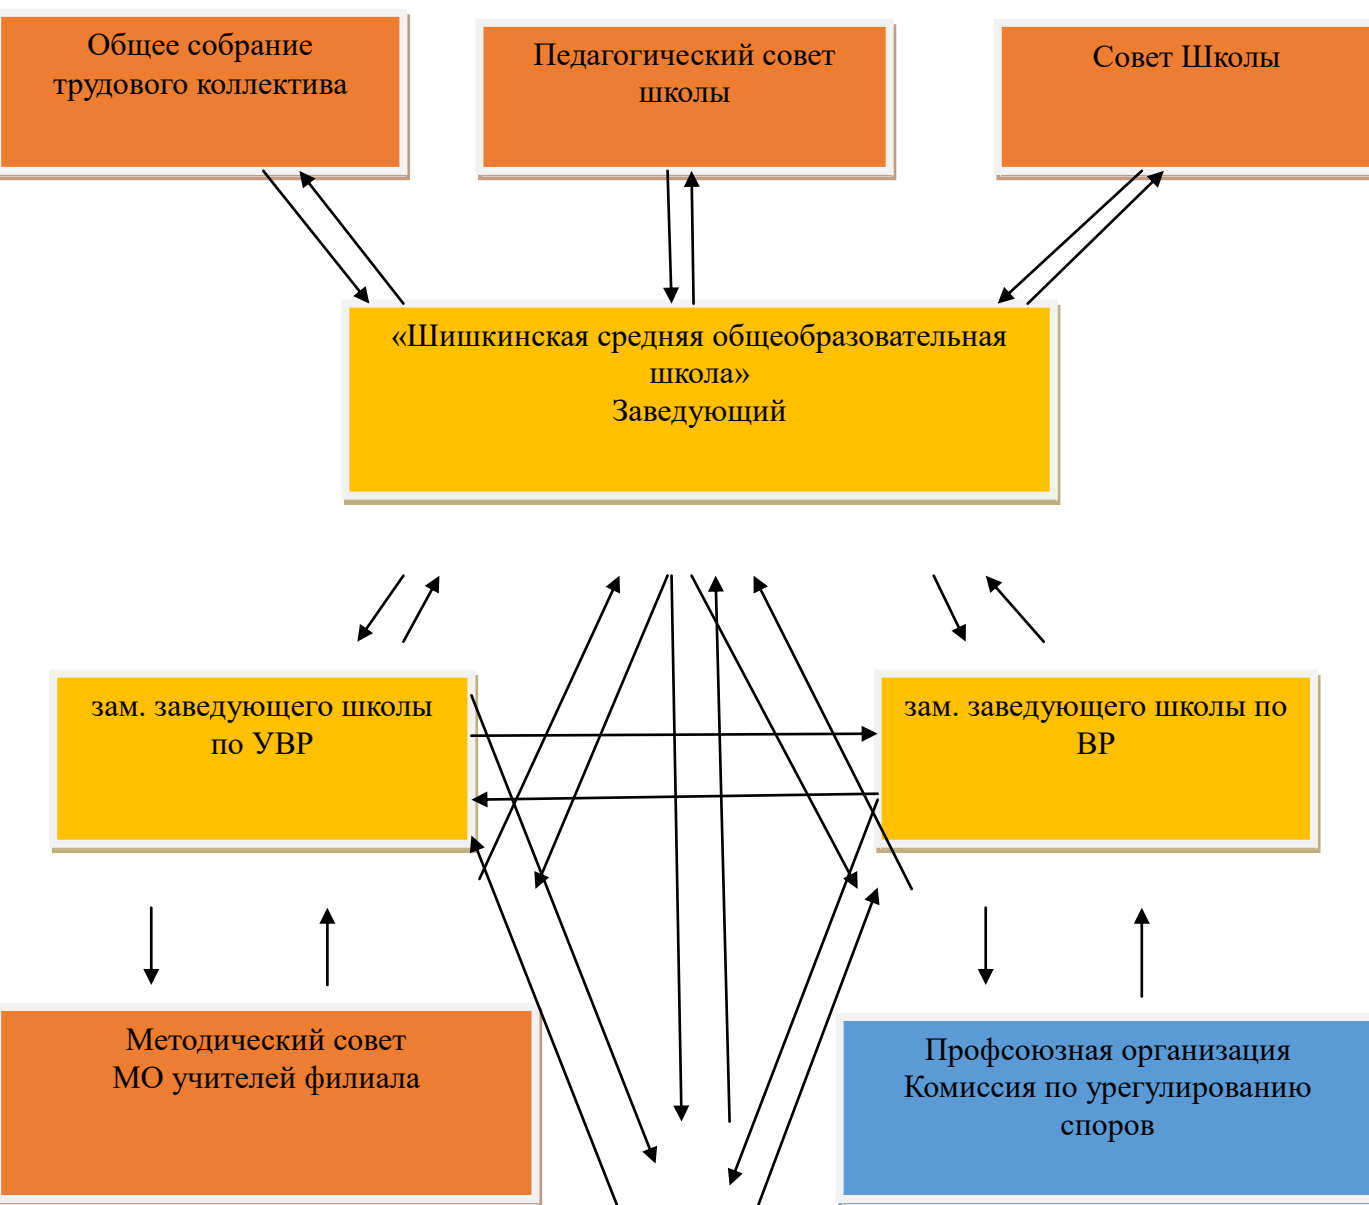 Общее собрание
трудового коллектива
Педагогический совет
школы
Совет Школы
«Шишкинская средняя общеобразовательная
школа»
Заведующий
зам. заведующего школы
по УВР
зам. заведующего школы по
ВР
Методический совет
МО учителей филиала
Профсоюзная организация
Комиссия по урегулированию
споров